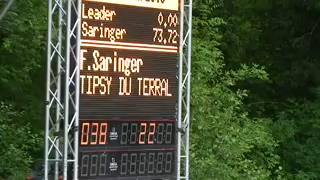 Leader 0.00
Saringer 73.72
F.Saringer
TIPSY DU TERRAL
038 22